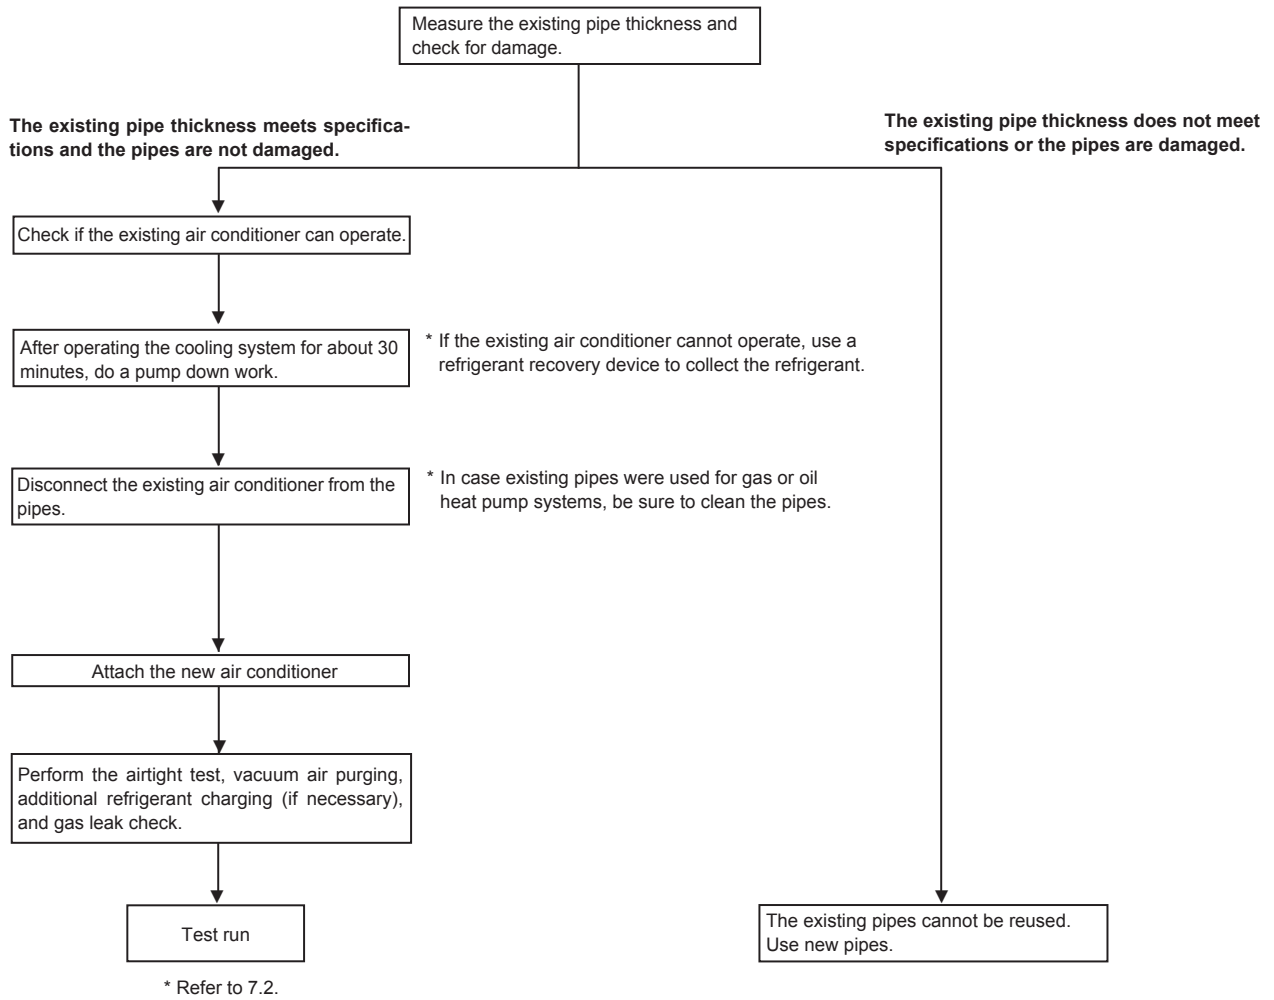 Measure the existing pipe thickness and
check for damage.
The existing pipe thickness meets specifica-
tions and the pipes are not damaged.
The existing pipe thickness does not meet
specifications or the pipes are damaged.
Check if the existing air conditioner can operate.
After operating the cooling system for about 30
minutes, do a pump down work.
* If the existing air conditioner cannot operate, use a
refrigerant recovery device to collect the refrigerant.
Disconnect the existing air conditioner from the
pipes.
* In case existing pipes were used for gas or oil
heat pump systems, be sure to clean the pipes.
Attach the new air conditioner
Perform the airtight test, vacuum air purging,
additional refrigerant charging (if necessary),
and gas leak check.
Test run
* Refer to 7.2.
The existing pipes cannot be reused.
Use new pipes.